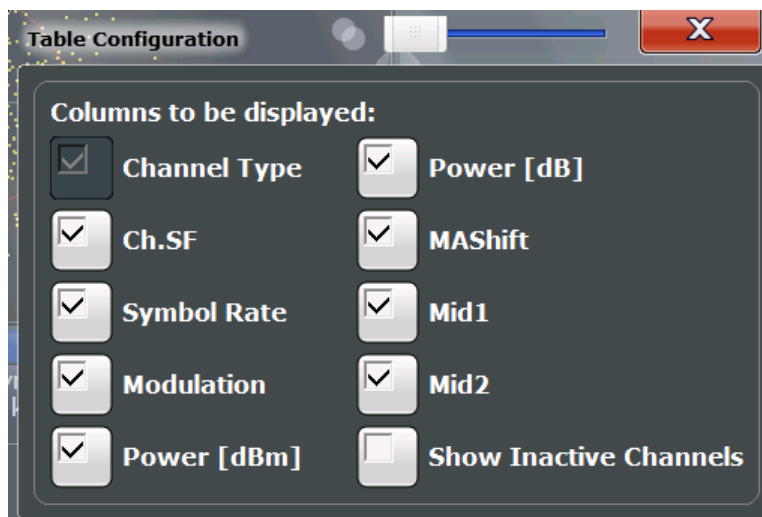 Table Configuration
X
Columns to be displayed:
Channel Type
Power [dB]
Ch.SF
MAShift
Symbol Rate
Mid1
Modulation
Mid2
Power [dBm]
Show Inactive Channels